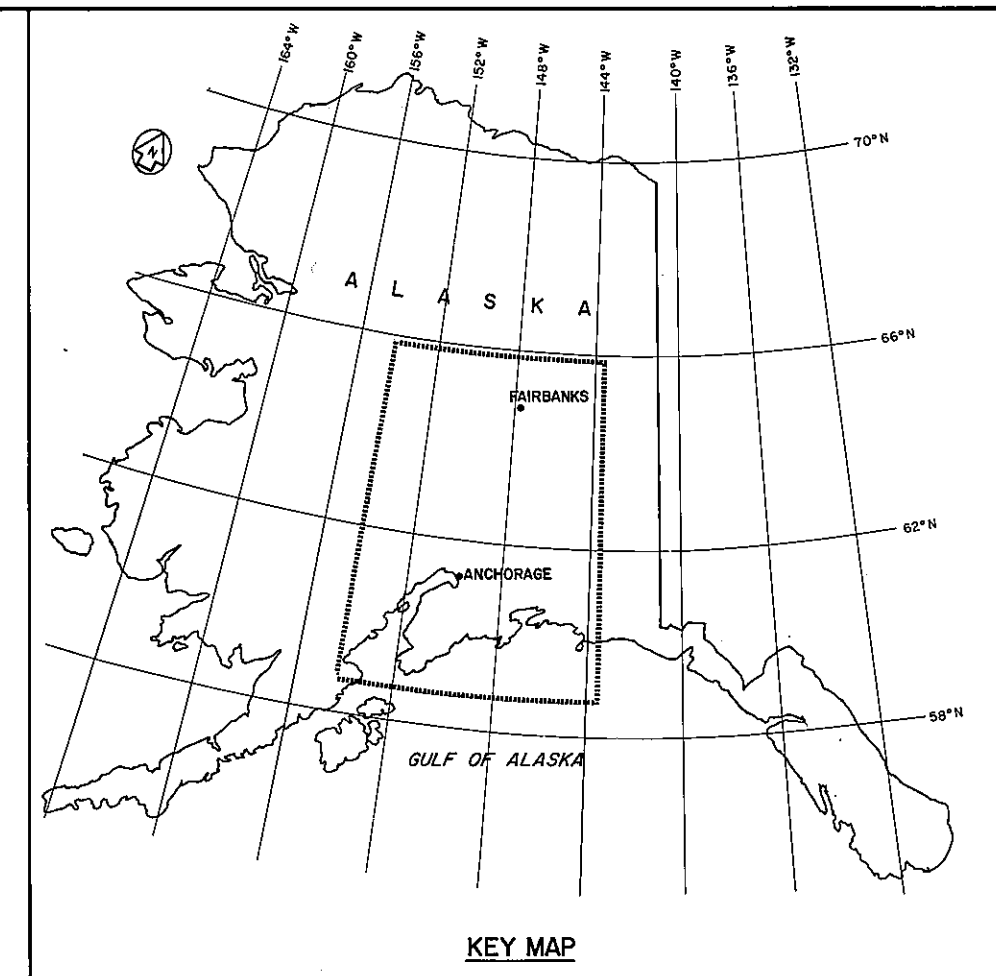 164°W
160°W
156°W
152°W
148°W
144°W
140°W
136°W
132°W
70°N
N
A L A S K A
66°N
FAIRBANKS
62°N
ANCHORAGE
58°N
GULF OF ALASKA
KEY MAP